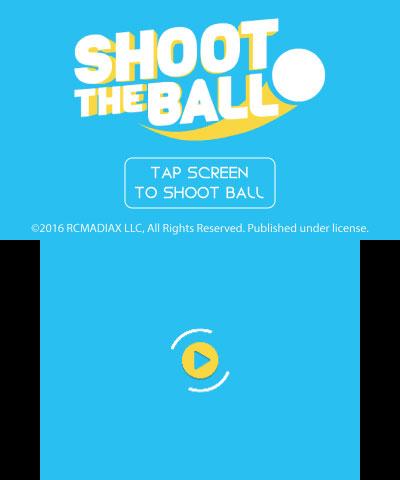 SHOOT
THE BALL
TAP SCREEN
TO SHOOT BALL
©2016 RCMADIAX LLC, All Rights Reserved. Published under license.